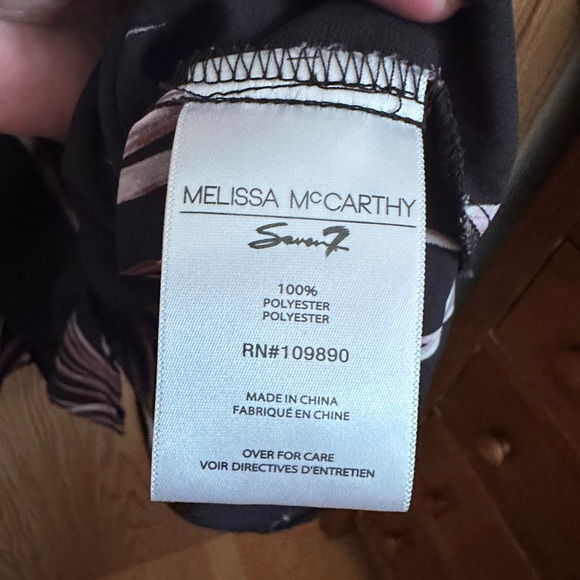 MELISSA McCARTHY
Seven7
100%
POLYESTER
POLYESTER
RN#109890
MADE IN CHINA
FABRIQUÉ EN CHINE
OVER FOR CARE
VOIR DIRECTIVES D'ENTRETIEN